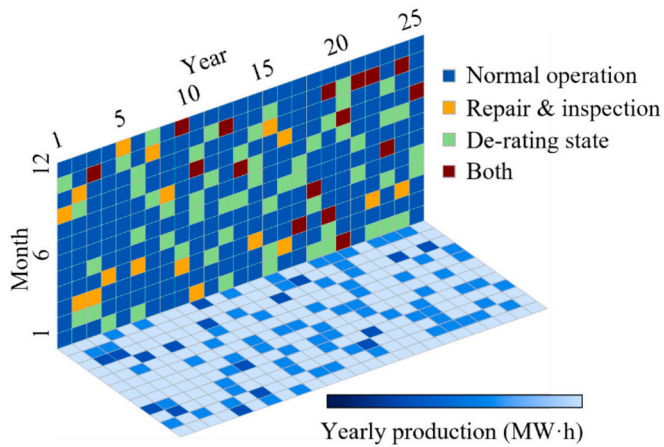 Year
1
5
10
15
20
25
Month
12
6
1
Normal operation
Repair & inspection
De-rating state
Both
Yearly production (MW·h)